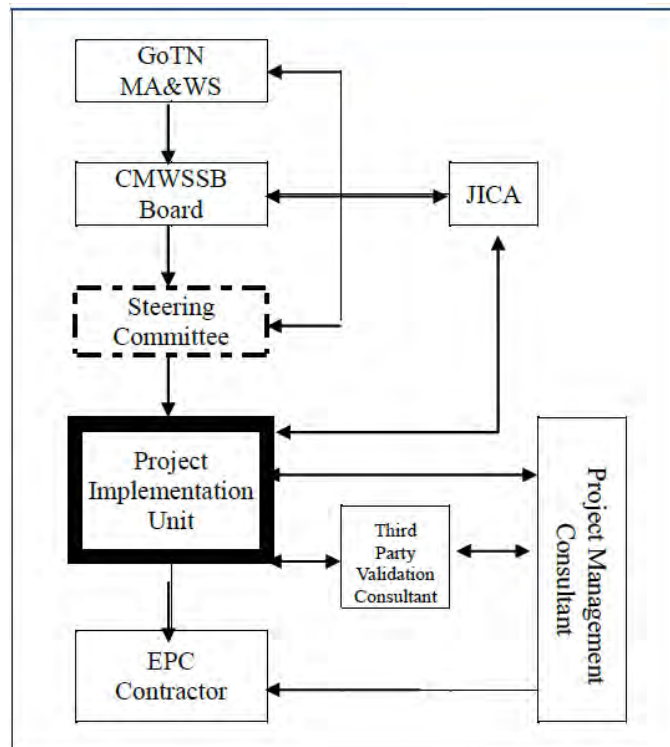 GoTN
MA&WS
CMWSSB
Board
JICA
Steering
Committee
Project
Implementation
Unit
Third
Party
Validation
Consultant
Project Management
Consultant
EPC
Contractor